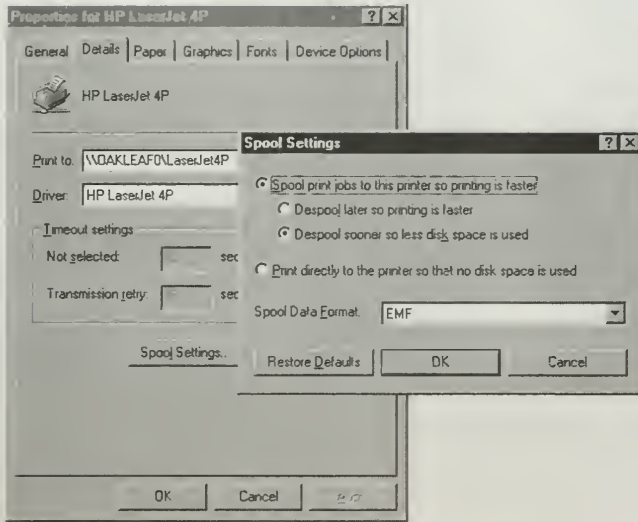 Properties for HP LaserJet 4P
General Details Paper Graphics Fonts Device Options
HP LaserJet 4P
Print to: \\OAKLEAF0\LaserJet4P
Driver: HP LaserJet 4P
Timeout settings
Not selected: sec
Transmission retry: sec
Spool Settings..
OK Cancel
Spool Settings
Spool print jobs to this printer so printing is faster
Despool later so printing is faster
Despool sooner so less disk space is used
Print directly to the printer so that no disk space is used
Spool Data Format: EMF
Restore Defaults OK Cancel